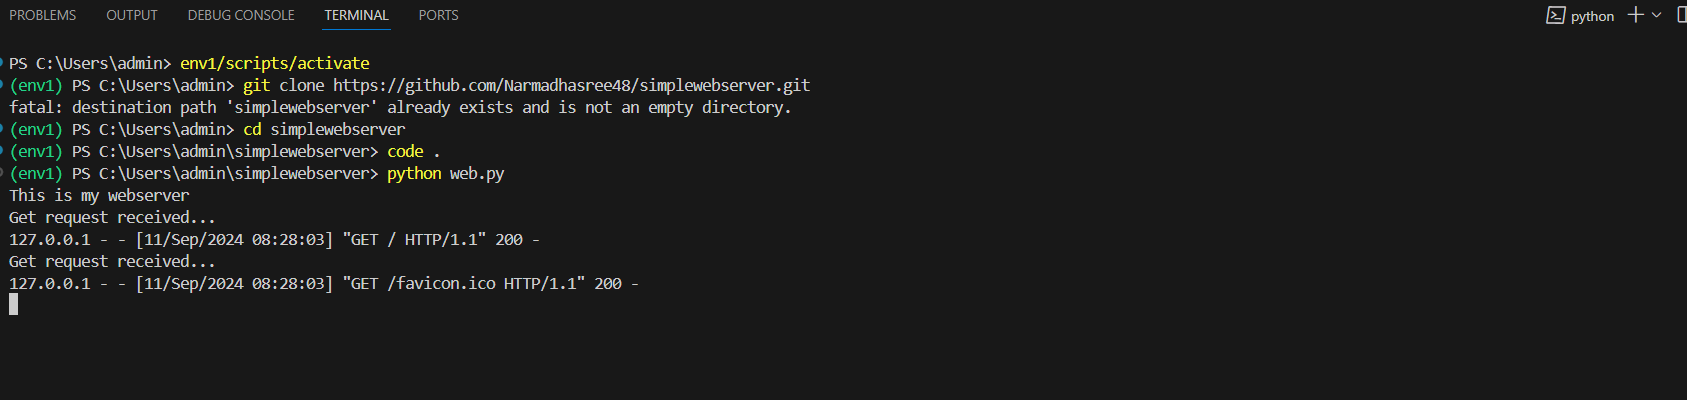 PROBLEMS OUTPUT DEBUG CONSOLE TERMINAL PORTS python
PS C:\Users\admin> env1/scripts/activate
(env1) PS C:\Users\admin> git clone https://github.com/Narmadhasree48/simplewebserver.git
fatal: destination path 'simplewebserver' already exists and is not an empty directory.
(env1) PS C:\Users\admin> cd simplewebserver
(env1) PS C:\Users\admin\simplewebserver> code .
(env1) PS C:\Users\admin\simplewebserver> python web.py
This is my webserver
Get request received...
127.0.0.1 - - [11/Sep/2024 08:28:03] "GET / HTTP/1.1" 200 -
Get request received...
127.0.0.1 - - [11/Sep/2024 08:28:03] "GET /favicon.ico HTTP/1.1" 200 -